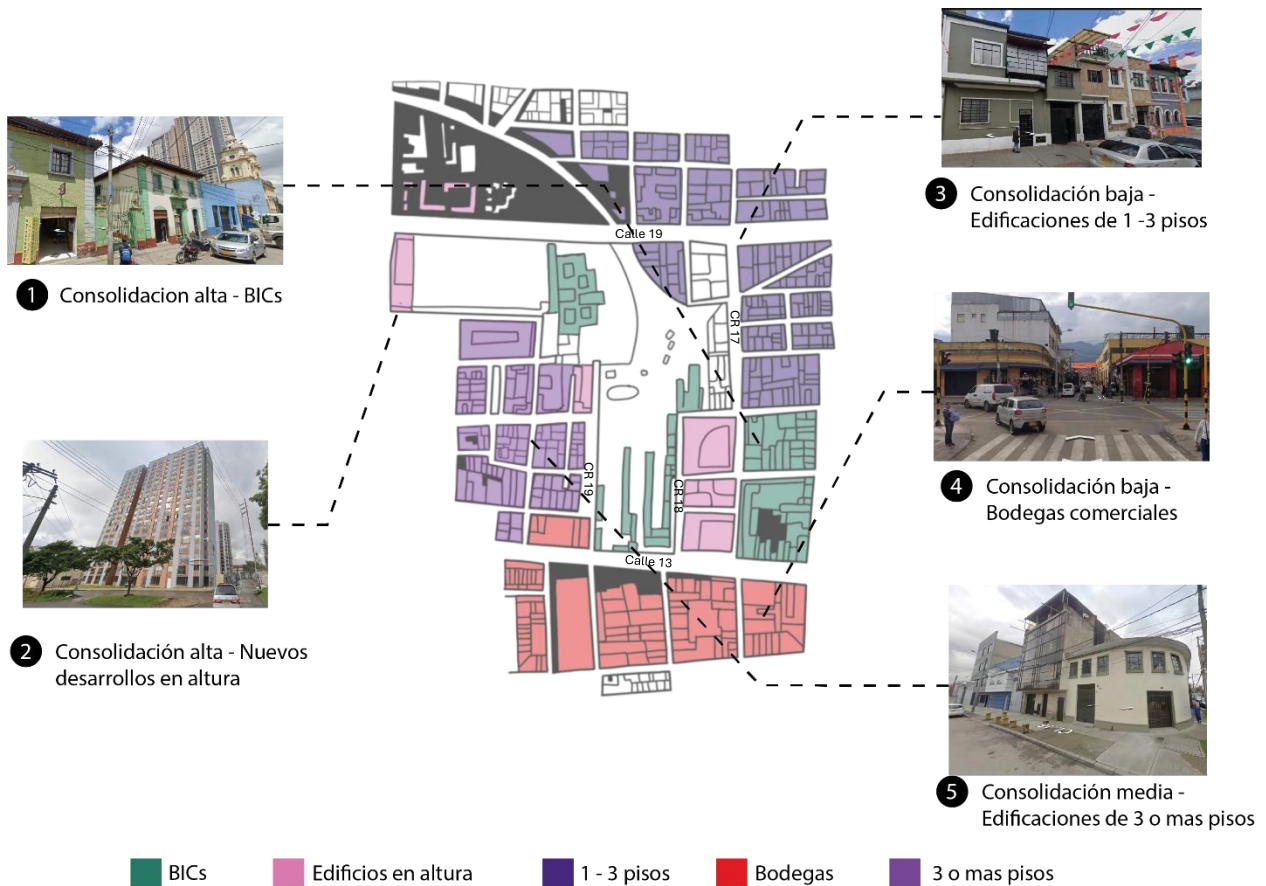 1 Consolidacion alta - BICs
2 Consolidación alta - Nuevos
desarrollos en altura
Calle 19
CR 17
CR 19
CR 18
Calle 13
3 Consolidación baja -
Edificaciones de 1 -3 pisos
4 Consolidación baja -
Bodegas comerciales
5 Consolidación media -
Edificaciones de 3 o mas pisos
BICs
Edificios en altura
1 - 3 pisos
Bodegas
3 o mas pisos